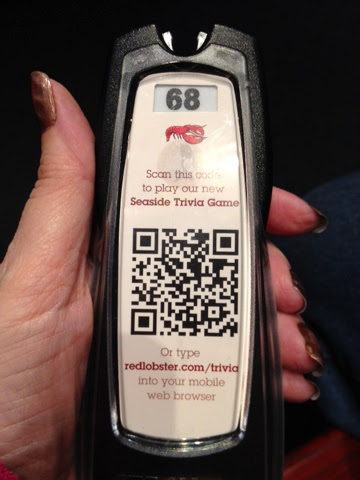 68
Scan this code
to play our new
Seaside Trivia Game
Or type
redlobster.com/trivia
into your mobile
web browser